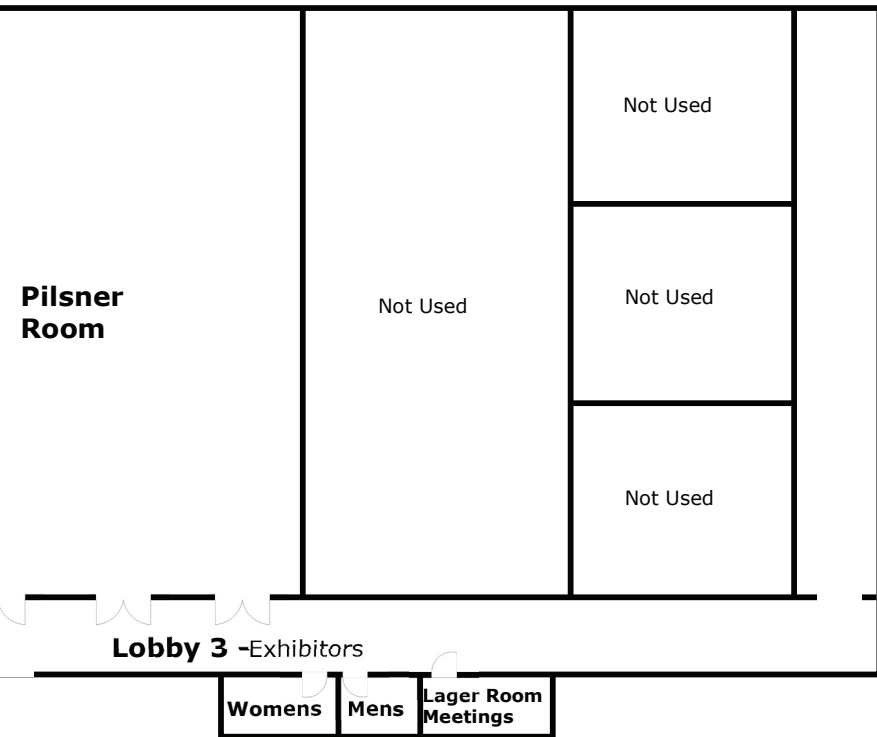 Not Used
Pilsner
Room
Not Used
Not Used
Not Used
Lobby 3 -Exhibitors
Womens
Mens
Lager Room
Meetings